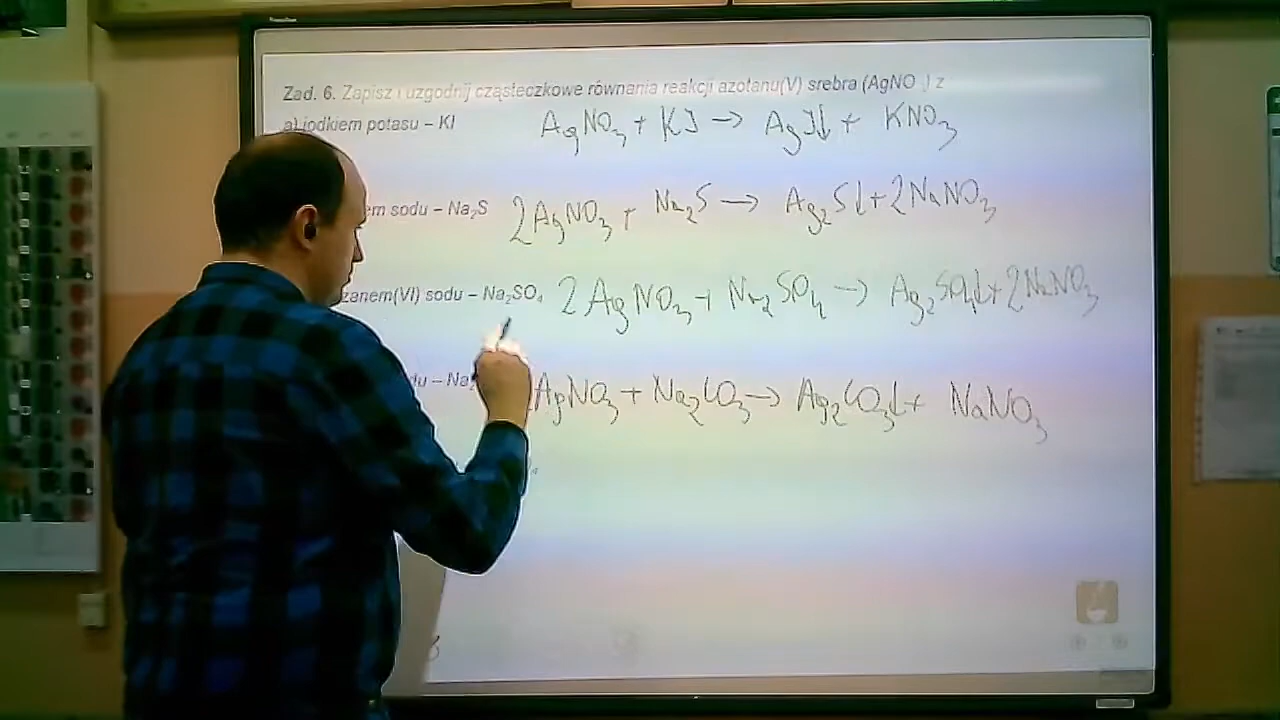 Zad. 6. Zapisz i uzgodnij cząsteczkowe równania reakcji azotanu(V) srebra (AgNO ) z
a) jodkiem potasu – KI AgNO₃ + KJ → AgJ↓ + KNO₃
em sodu – Na₂S 2AgNO₃ + Na₂S → Ag₂S↓+2NaNO₃
zanem(VI) sodu – Na₂SO₄ 2AgNO₃ + Na₂SO₄ → Ag₂SO₄↓+2NaNO₃
du – Na AgNO₃ + Na₂CO₃→ Ag₂CO₃↓+ NaNO₃